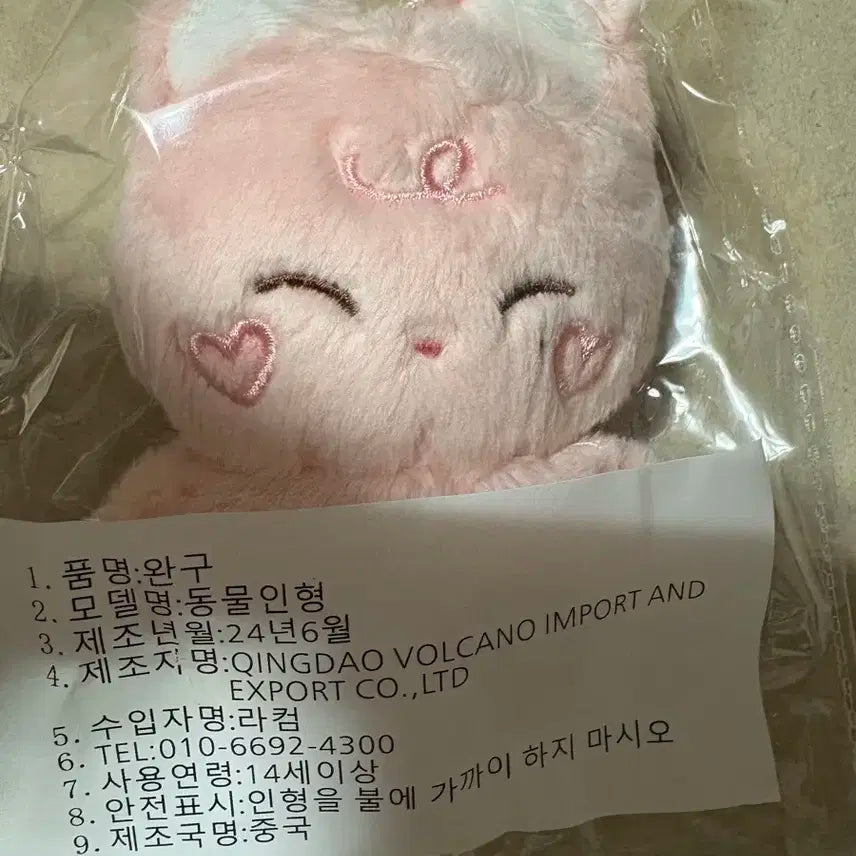 1. 품명:완구
2. 모델명:동물인형
3. 제조년월:24년6월
4. 제조자명:QINGDAO VOLCANO IMPORT AND
EXPORT CO.,LTD
5. 수입자명:라컴
6. TEL:010-6692-4300
7. 사용연령:14세이상
8. 안전표시:인형을 불에 가까이 하지 마시오
9. 제조국명:중국